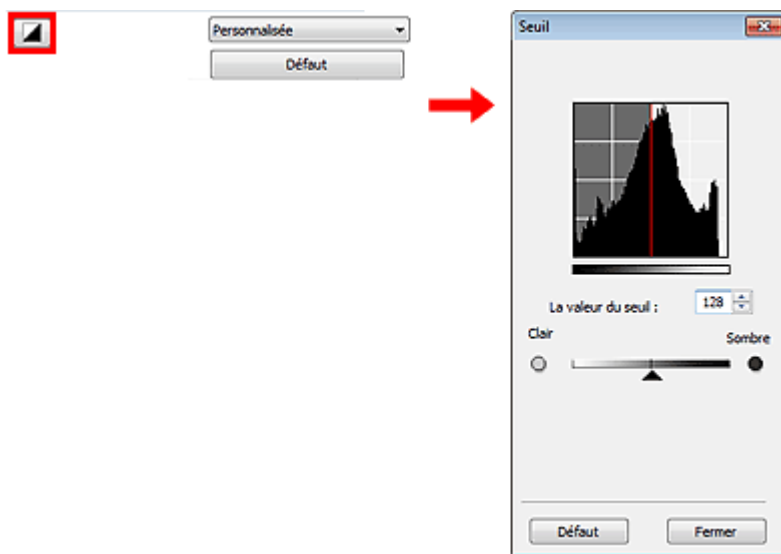 Personnalisée
Défaut
Seuil
La valeur du seuil : 128
Clair
Sombre
Défaut
Fermer